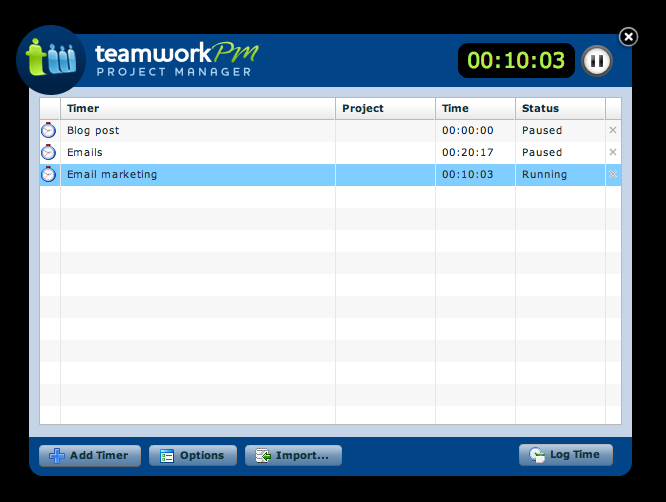 teamworkPm
PROJECT MANAGER
00:10:03
Timer Project Time Status
Blog post 00:00:00 Paused
Emails 00:20:17 Paused
Email marketing 00:10:03 Running
Add Timer Options Import... Log Time